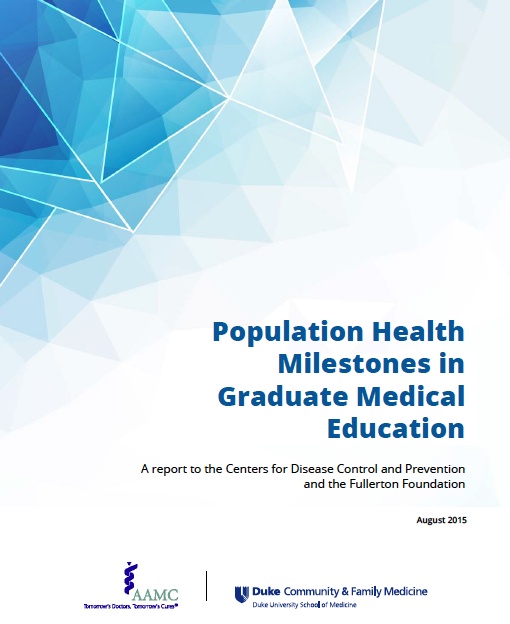 Population Health
Milestones in
Graduate Medical
Education
A report to the Centers for Disease Control and Prevention
and the Fullerton Foundation
August 2015
AAMC
Tomorrow's Doctors, Tomorrow's Cures®
Duke Community & Family Medicine
Duke University School of Medicine